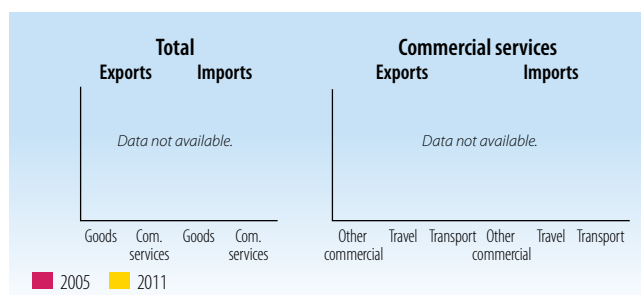 Total
Exports Imports
Data not available.
Goods Com. services Goods Com. services
Commercial services
Exports Imports
Data not available.
Other commercial Travel Transport Other commercial Travel Transport
2005 2011